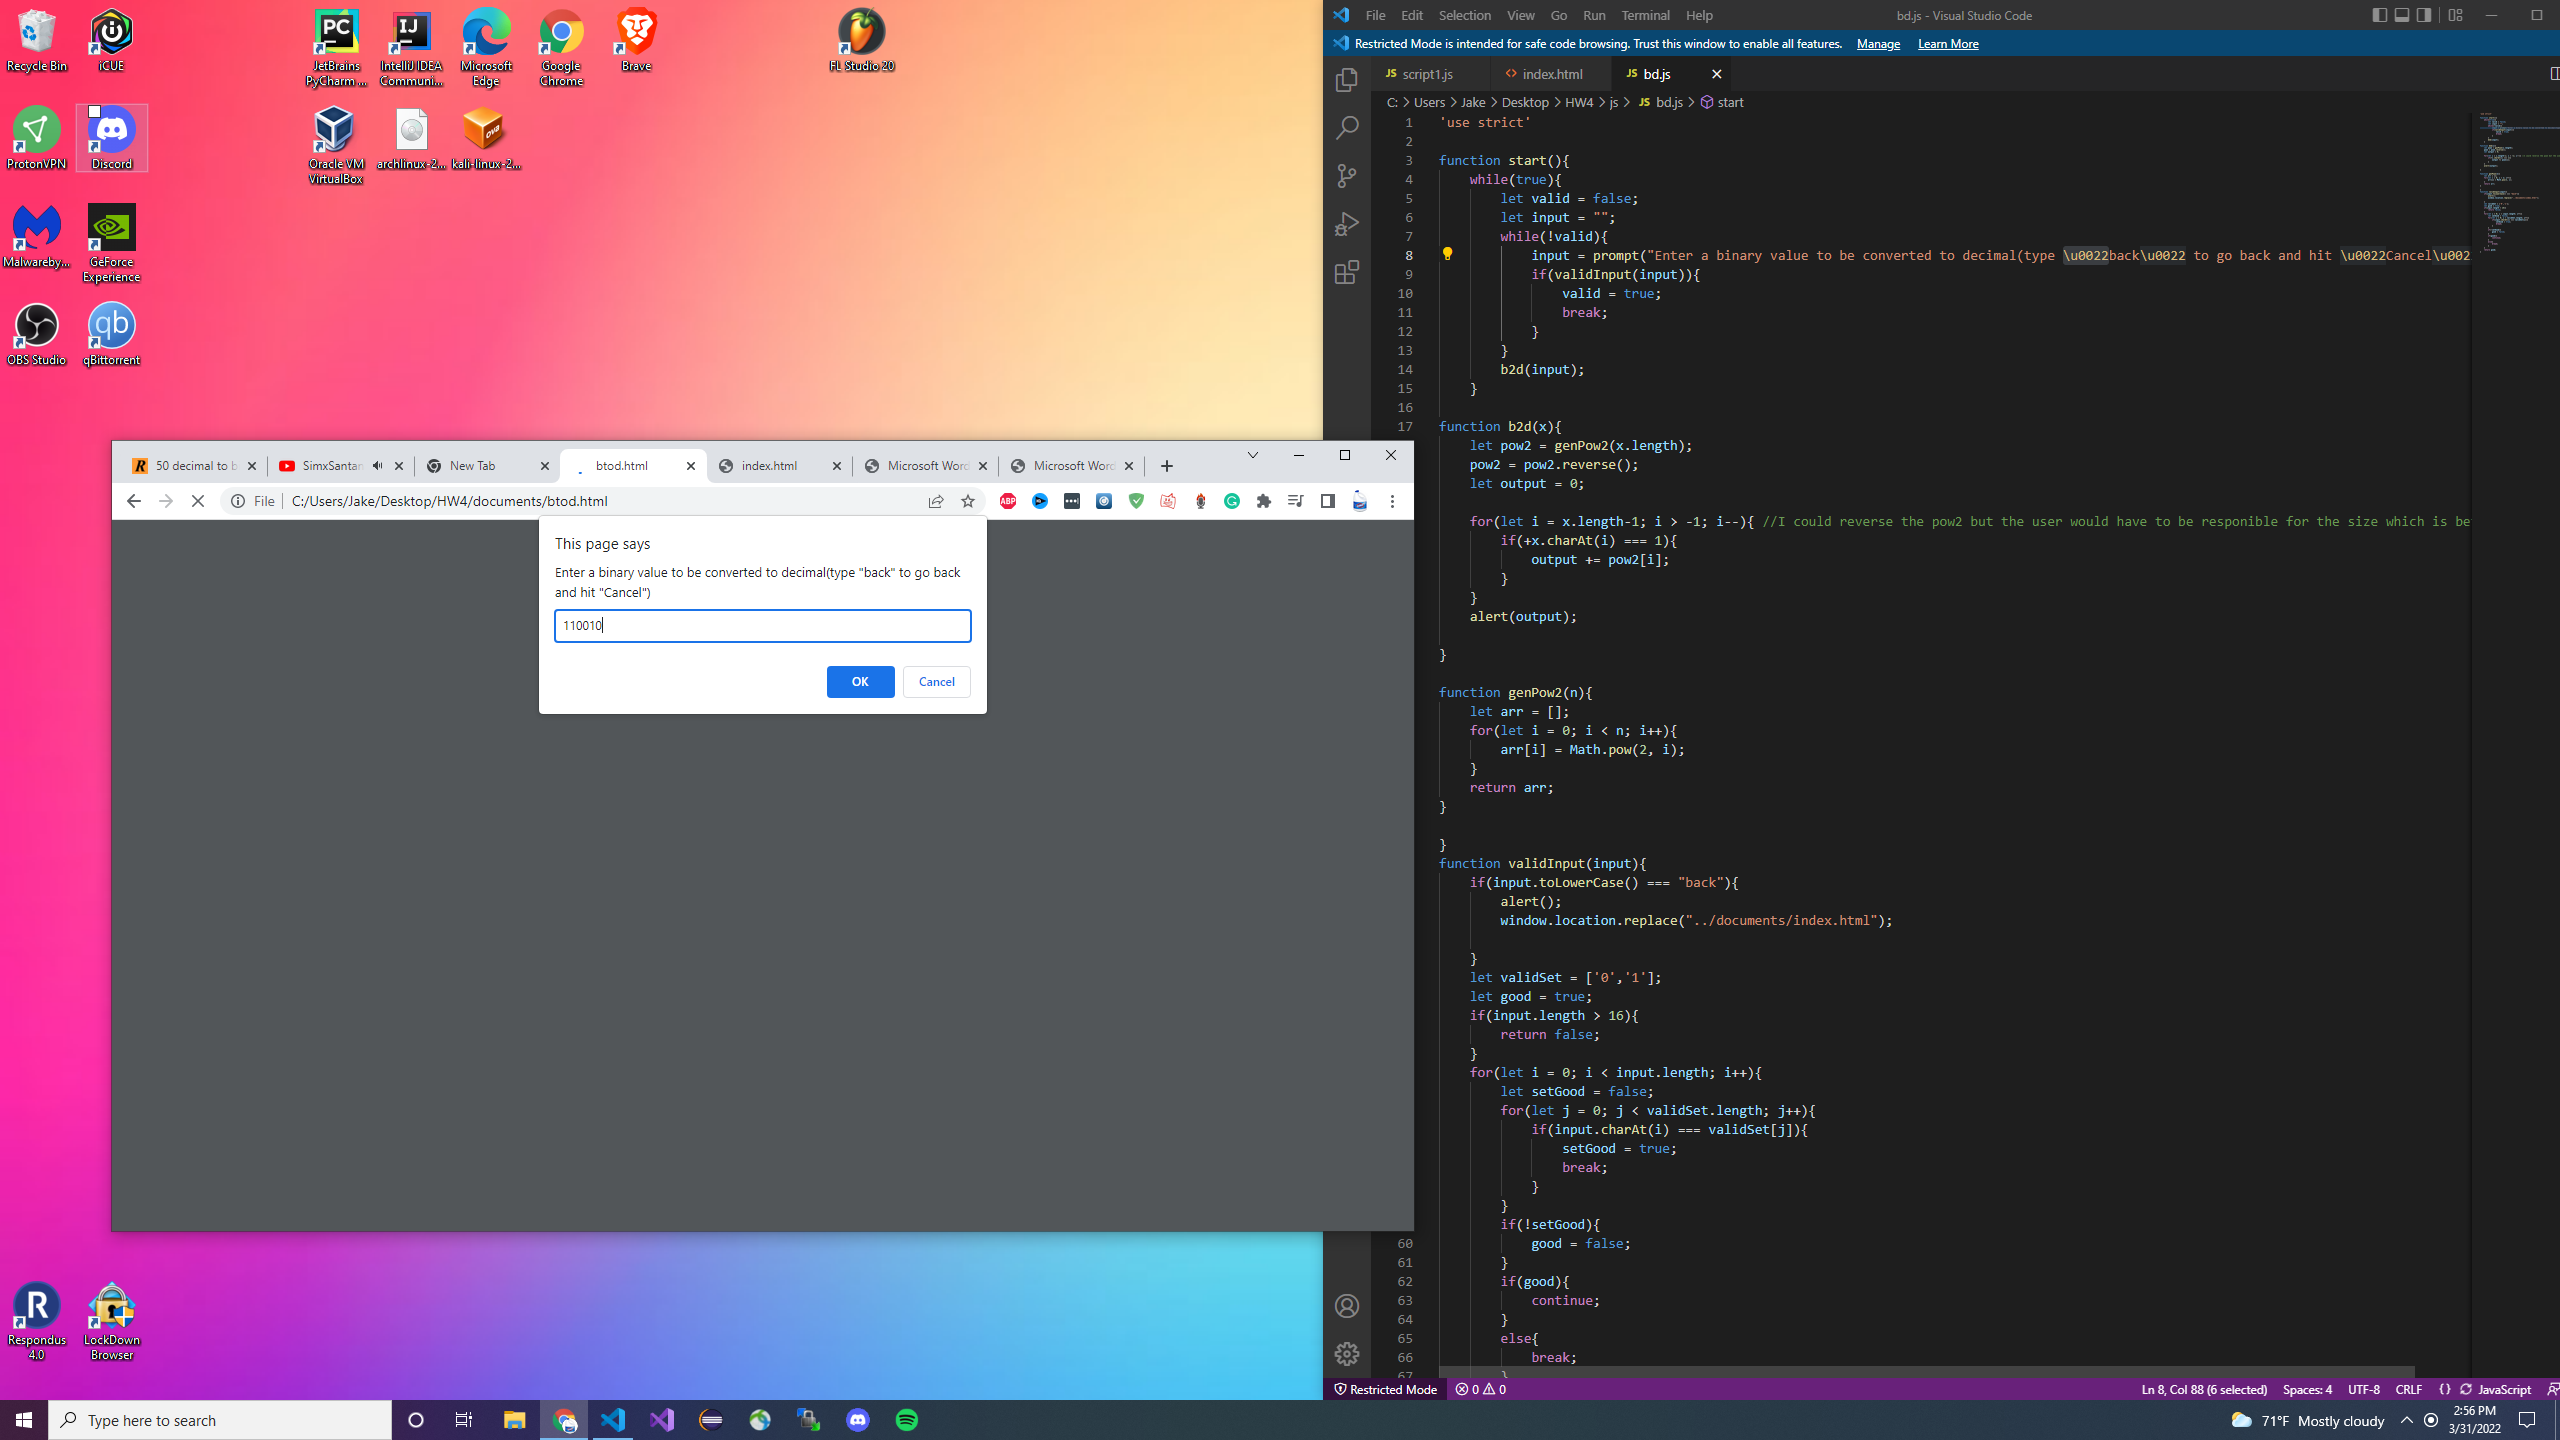 Recycle Bin
iCUE
JetBrains
PyCharm ...
IntelliJ IDEA
Communi...
Microsoft
Edge
Google
Chrome
Brave
FL Studio 20
ProtonVPN
Discord
Oracle VM
VirtualBox
archlinux-2...
kali-linux-2...
Malwareby...
GeForce
Experience
OBS Studio
qBittorrent
Respondus
4.0
LockDown
Browser
50 decimal to b
SimxSantan
New Tab
btod.html
index.html
Microsoft Word
Microsoft Word
File
C:/Users/Jake/Desktop/HW4/documents/btod.html
This page says
Enter a binary value to be converted to decimal(type "back" to go back
and hit "Cancel")
110010
OK
Cancel
File Edit Selection View Go Run Terminal Help
bd.js - Visual Studio Code
Restricted Mode is intended for safe code browsing. Trust this window to enable all features. Manage Learn More
JS script1.js
<> index.html
JS bd.js
C: > Users > Jake > Desktop > HW4 > js > JS bd.js > start
1 'use strict'
2
3 function start(){
4 while(true){
5 let valid = false;
6 let input = "";
7 while(!valid){
8 input = prompt("Enter a binary value to be converted to decimal(type \u0022back\u0022 to go back and hit \u0022Cancel\u002
9 if(validInput(input)){
10 valid = true;
11 break;
12 }
13 }
14 b2d(input);
15 }
16
17 function b2d(x){
let pow2 = genPow2(x.length);
pow2 = pow2.reverse();
let output = 0;
for(let i = x.length-1; i > -1; i--){ //I could reverse the pow2 but the user would have to be responible for the size which is be
if(+x.charAt(i) === 1){
output += pow2[i];
}
}
alert(output);
}
function genPow2(n){
let arr = [];
for(let i = 0; i < n; i++){
arr[i] = Math.pow(2, i);
}
return arr;
}
}
function validInput(input){
if(input.toLowerCase() === "back"){
alert();
window.location.replace("../documents/index.html");
}
let validSet = ['0','1'];
let good = true;
if(input.length > 16){
return false;
}
for(let i = 0; i < input.length; i++){
let setGood = false;
for(let j = 0; j < validSet.length; j++){
if(input.charAt(i) === validSet[j]){
setGood = true;
break;
}
}
if(!setGood){
60 good = false;
61 }
62 if(good){
63 continue;
64 }
65 else{
66 break;
67 }
Restricted Mode
0 0
Ln 8, Col 88 (6 selected)
Spaces: 4
UTF-8
CRLF
{} JavaScript
Type here to search
71°F Mostly cloudy
2:56 PM
3/31/2022